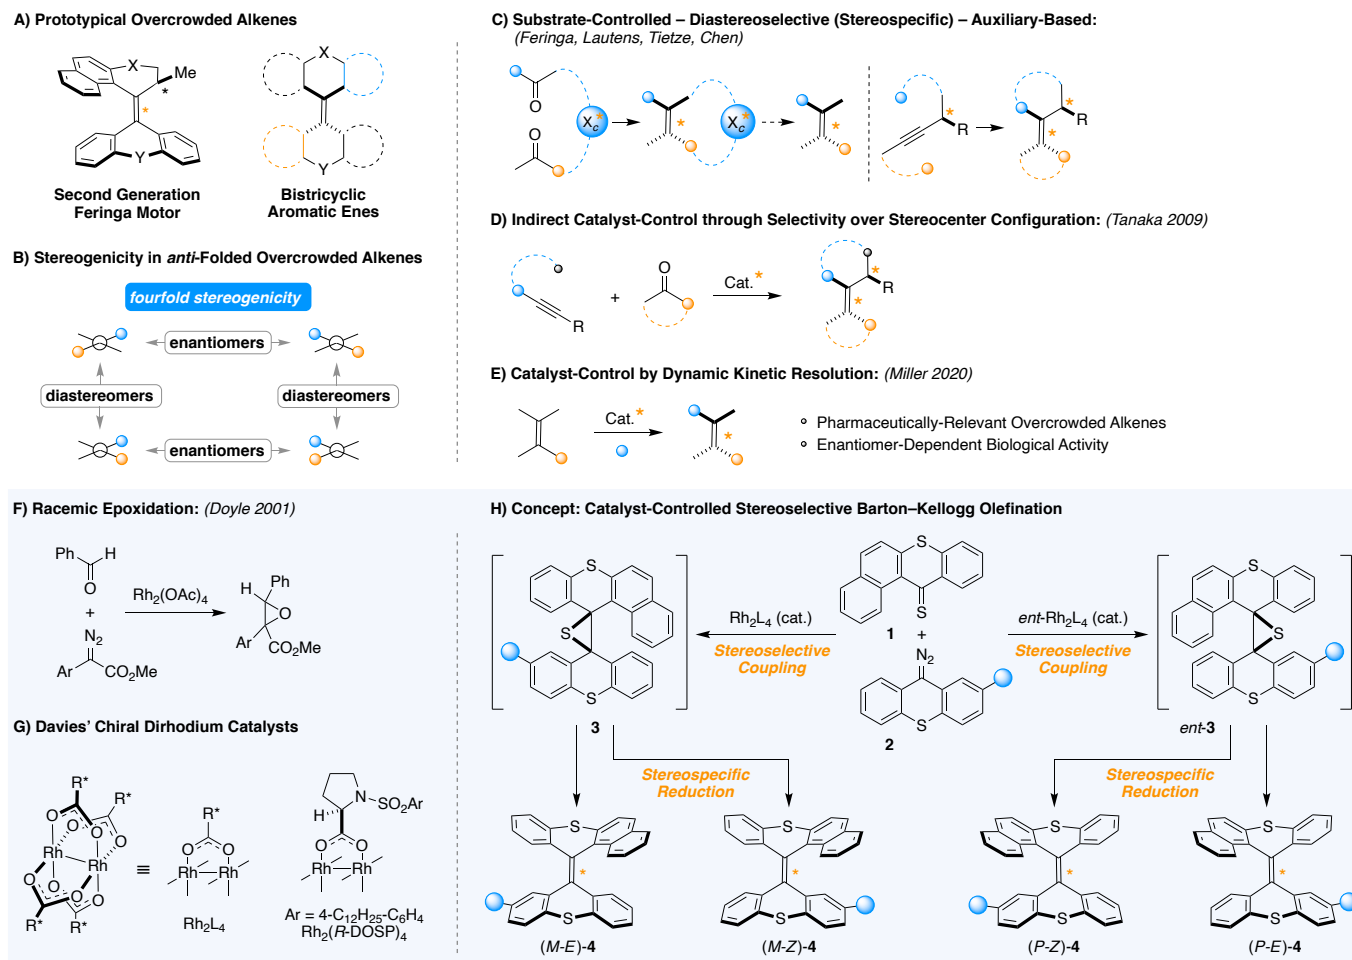 A) Prototypical Overcrowded Alkenes
X
Me
*
*
Y
Second Generation
Feringa Motor
X
Y
Bistricyclic
Aromatic Enes
B) Stereogenicity in anti-Folded Overcrowded Alkenes
fourfold stereogenicity
enantiomers
diastereomers
diastereomers
enantiomers
C) Substrate-Controlled – Diastereoselective (Stereospecific) – Auxiliary-Based:
(Feringa, Lautens, Tietze, Chen)
O
O
Xc*
*
Xc*
*
*
R
*
R
*
D) Indirect Catalyst-Control through Selectivity over Stereocenter Configuration: (Tanaka 2009)
R
+
O
Cat.*
*
R
*
E) Catalyst-Control by Dynamic Kinetic Resolution: (Miller 2020)
Cat.*
*
Pharmaceutically-Relevant Overcrowded Alkenes
Enantiomer-Dependent Biological Activity
F) Racemic Epoxidation: (Doyle 2001)
Ph
H
O
+
N2
Ar
CO2Me
Rh2(OAc)4
Ph
H
O
Ar
CO2Me
G) Davies' Chiral Dirhodium Catalysts
R*
R*
O
O
O
O
Rh
Rh
O
O
O
O
R*
R*
≡
R*
O
O
Rh
Rh
Rh2L4
N
SO2Ar
H
O
O
Rh
Rh
Ar = 4-C12H25-C6H4
Rh2(R-DOSP)4
H) Concept: Catalyst-Controlled Stereoselective Barton–Kellogg Olefination
S
S
S
3
Rh2L4 (cat.)
Stereoselective
Coupling
S
S
1
+
N2
S
2
ent-Rh2L4 (cat.)
Stereoselective
Coupling
S
S
S
ent-3
Stereospecific
Reduction
Stereospecific
Reduction
S
*
S
(M-E)-4
S
*
S
(M-Z)-4
S
*
S
(P-Z)-4
S
*
S
(P-E)-4